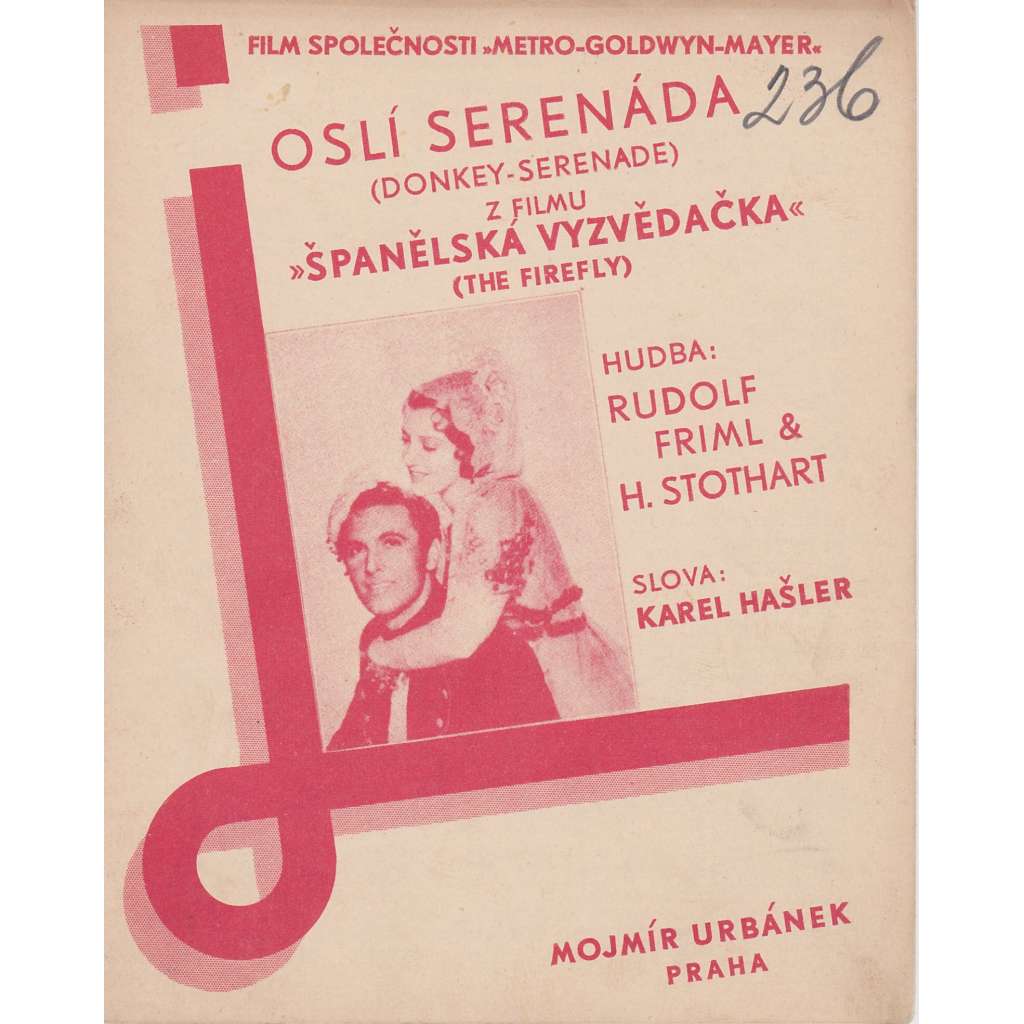 FILM SPOLEČNOSTI »METRO-GOLDWYN-MAYER«
OSLÍ SERENÁDA
236
(DONKEY-SERENADE)
Z FILMU
»ŠPANĚLSKÁ VYZVĚDAČKA«
(THE FIREFLY)
HUDBA:
RUDOLF
FRIML &
H. STOTHART
SLOVA:
KAREL HAŠLER
MOJMÍR URBÁNEK
PRAHA